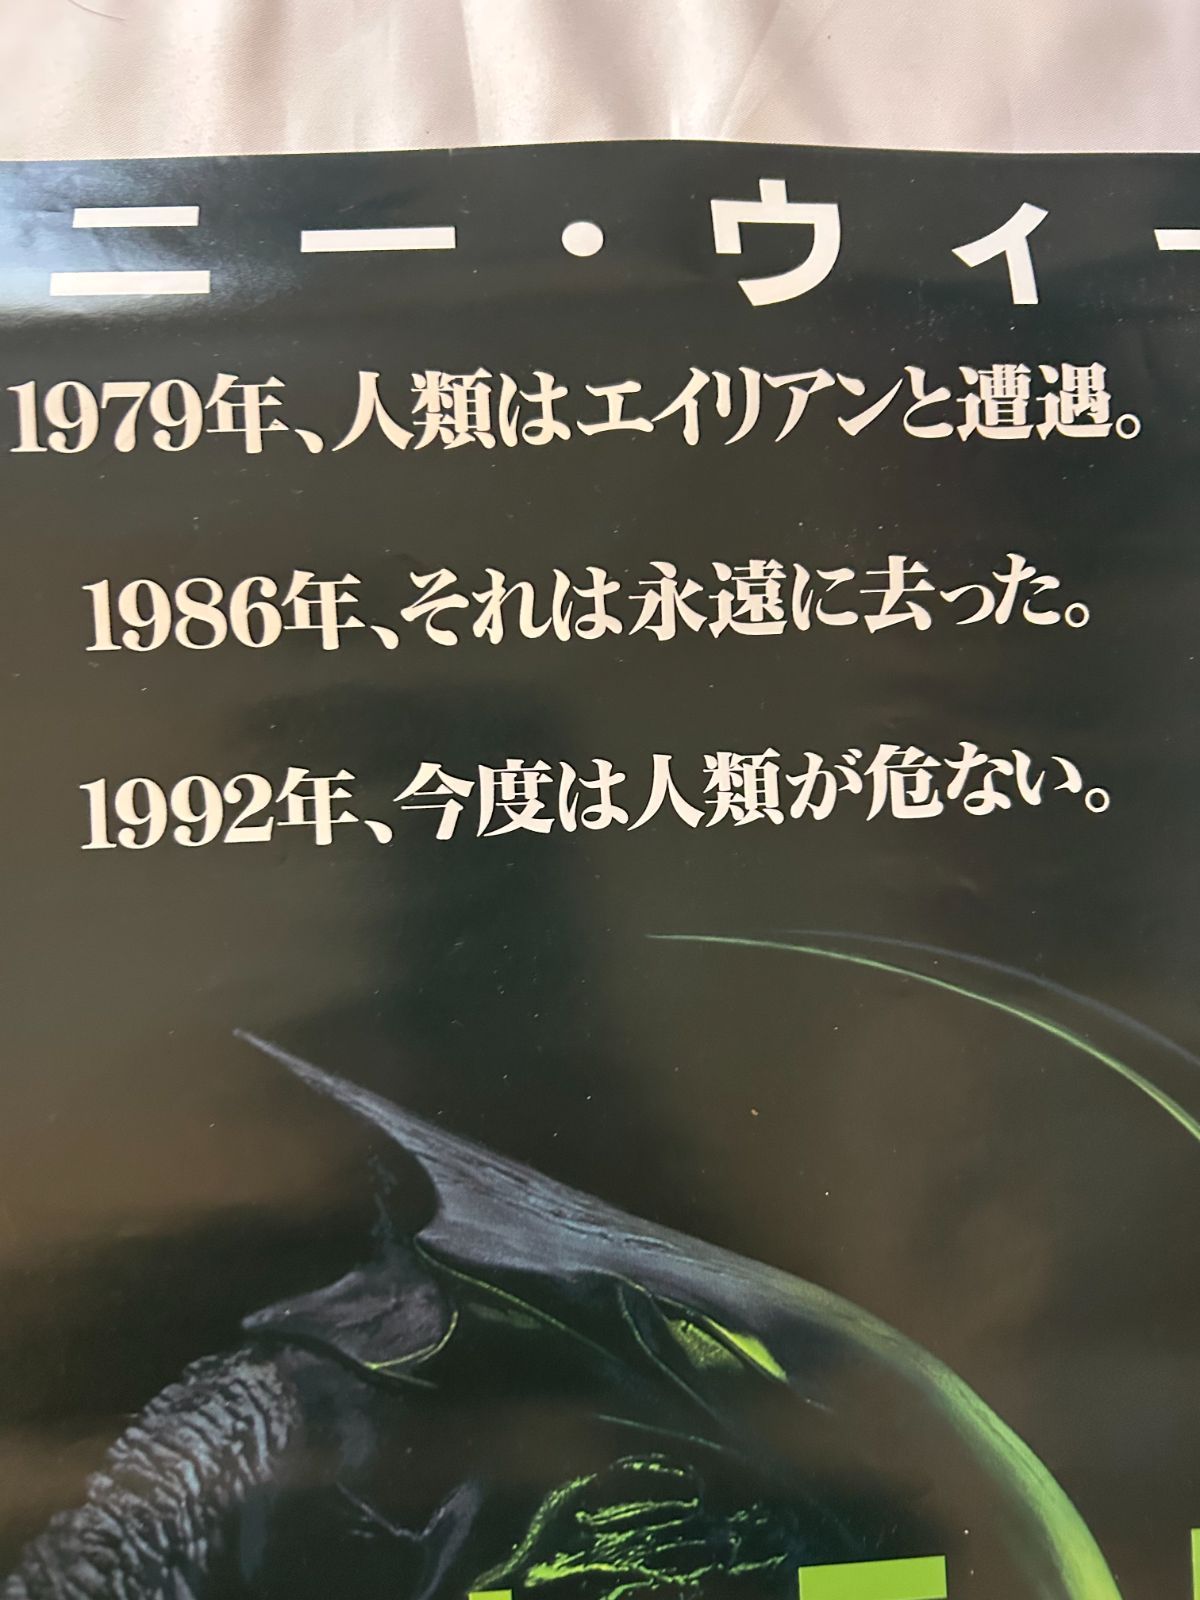 ニー・ウィー
1979年、人類はエイリアンと遭遇。
1986年、それは永遠に去った。
1992年、今度は人類が危ない。